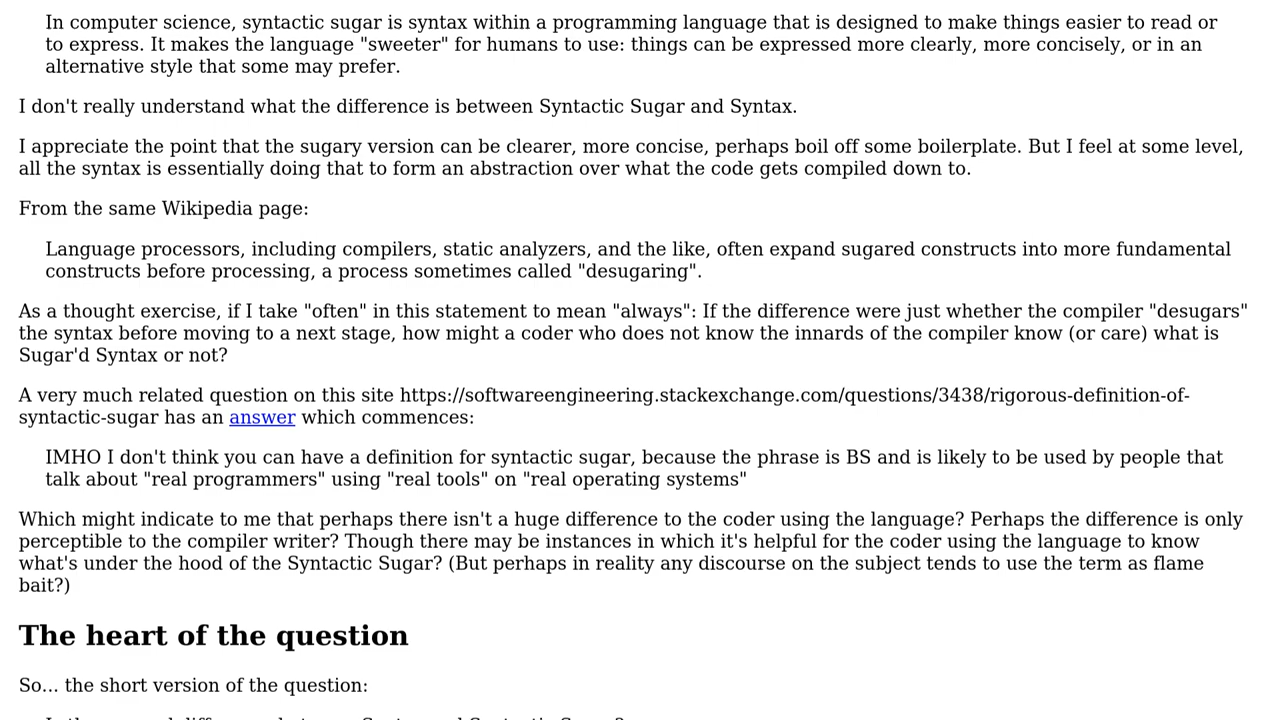 In computer science, syntactic sugar is syntax within a programming language that is designed to make things easier to read or
to express. It makes the language "sweeter" for humans to use: things can be expressed more clearly, more concisely, or in an
alternative style that some may prefer.
I don't really understand what the difference is between Syntactic Sugar and Syntax.
I appreciate the point that the sugary version can be clearer, more concise, perhaps boil off some boilerplate. But I feel at some level,
all the syntax is essentially doing that to form an abstraction over what the code gets compiled down to.
From the same Wikipedia page:
Language processors, including compilers, static analyzers, and the like, often expand sugared constructs into more fundamental
constructs before processing, a process sometimes called "desugaring".
As a thought exercise, if I take "often" in this statement to mean "always": If the difference were just whether the compiler "desugars"
the syntax before moving to a next stage, how might a coder who does not know the innards of the compiler know (or care) what is
Sugar'd Syntax or not?
A very much related question on this site https://softwareengineering.stackexchange.com/questions/3438/rigorous-definition-of-
syntactic-sugar has an answer which commences:
IMHO I don't think you can have a definition for syntactic sugar, because the phrase is BS and is likely to be used by people that
talk about "real programmers" using "real tools" on "real operating systems"
Which might indicate to me that perhaps there isn't a huge difference to the coder using the language? Perhaps the difference is only
perceptible to the compiler writer? Though there may be instances in which it's helpful for the coder using the language to know
what's under the hood of the Syntactic Sugar? (But perhaps in reality any discourse on the subject tends to use the term as flame
bait?)
The heart of the question
So... the short version of the question: